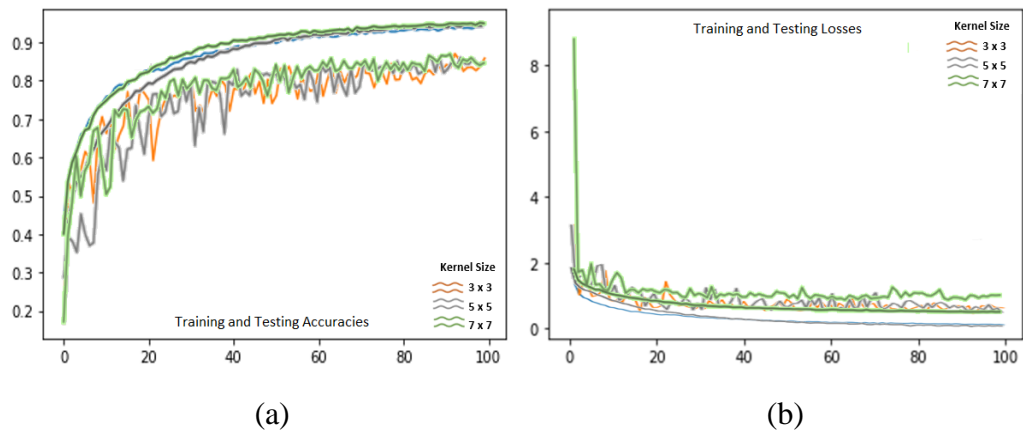 0.9
0.8
0.7
0.6
0.5
0.4
0.3
0.2
0 20 40 60 80 100
Kernel Size
3 x 3
5 x 5
7 x 7
Training and Testing Accuracies
(a)
Training and Testing Losses
8
6
4
2
0
0 20 40 60 80 100
Kernel Size
3 x 3
5 x 5
7 x 7
(b)